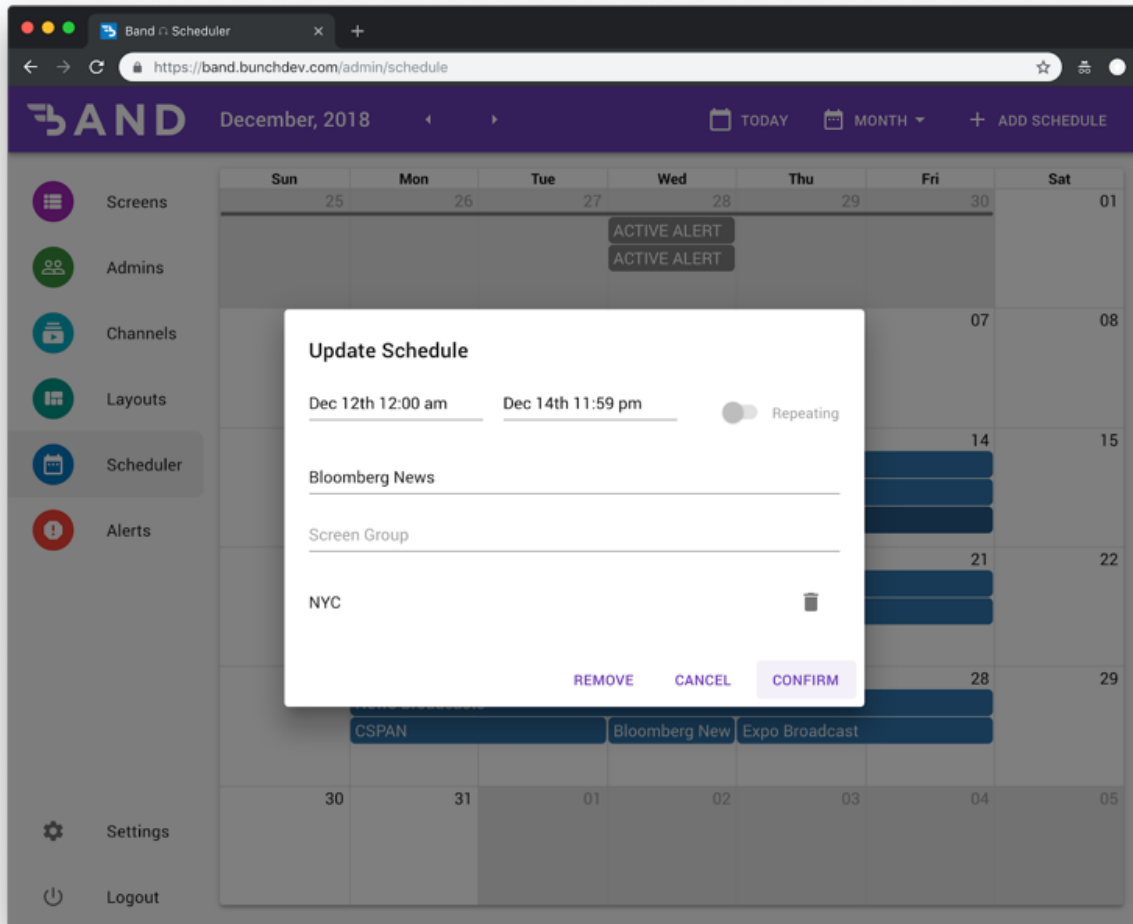 Band ∩ Scheduler
https://band.bunchdev.com/admin/schedule
BAND
December, 2018
TODAY
MONTH
ADD SCHEDULE
Screens
Admins
Channels
Layouts
Scheduler
Alerts
Settings
Logout
Sun Mon Tue Wed Thu Fri Sat
25 26 27 28 29 30 01
ACTIVE ALERT
ACTIVE ALERT
07 08
Update Schedule
Dec 12th 12:00 am Dec 14th 11:59 pm Repeating
Bloomberg News
Screen Group
NYC
REMOVE CANCEL CONFIRM
14 15
21 22
28 29
CSPAN Bloomberg New Expo Broadcast
30 31 01 02 03 04 05